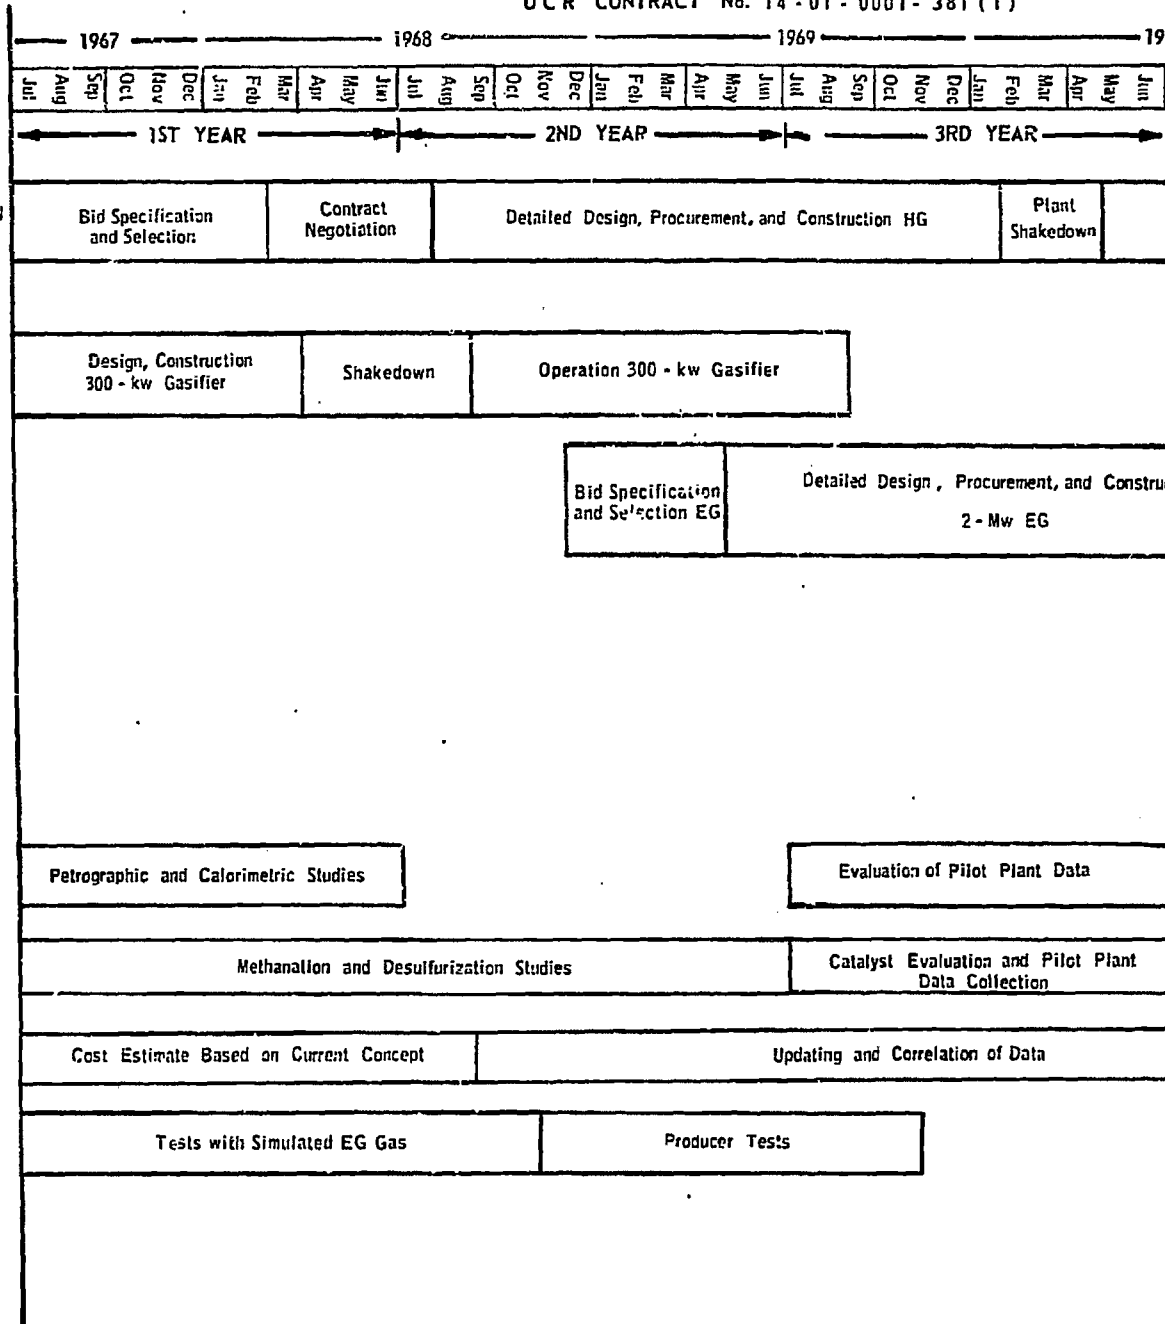 OCR CONTRACT No. 14-01-0001-381(1)
1967 1968 1969 19
Jul Aug Sep Oct Nov Dec Jan Feb Mar Apr May Jun Jul Aug Sep Oct Nov Dec Jan Feb Mar Apr May Jun Jul Aug Sep Oct Nov Dec Jan Feb Mar Apr May Jun
1ST YEAR 2ND YEAR 3RD YEAR
Bid Specification
and Selection
Contract
Negotiation
Detailed Design, Procurement, and Construction HG
Plant
Shakedown
Design, Construction
300 - kw Gasifier
Shakedown
Operation 300 - kw Gasifier
Bid Specification
and Selection EG
Detailed Design, Procurement, and Constru
2 - Mw EG
Petrographic and Calorimetric Studies
Evaluation of Pilot Plant Data
Methanation and Desulfurization Studies
Catalyst Evaluation and Pilot Plant
Data Collection
Cost Estimate Based on Current Concept
Updating and Correlation of Data
Tests with Simulated EG Gas
Producer Tests